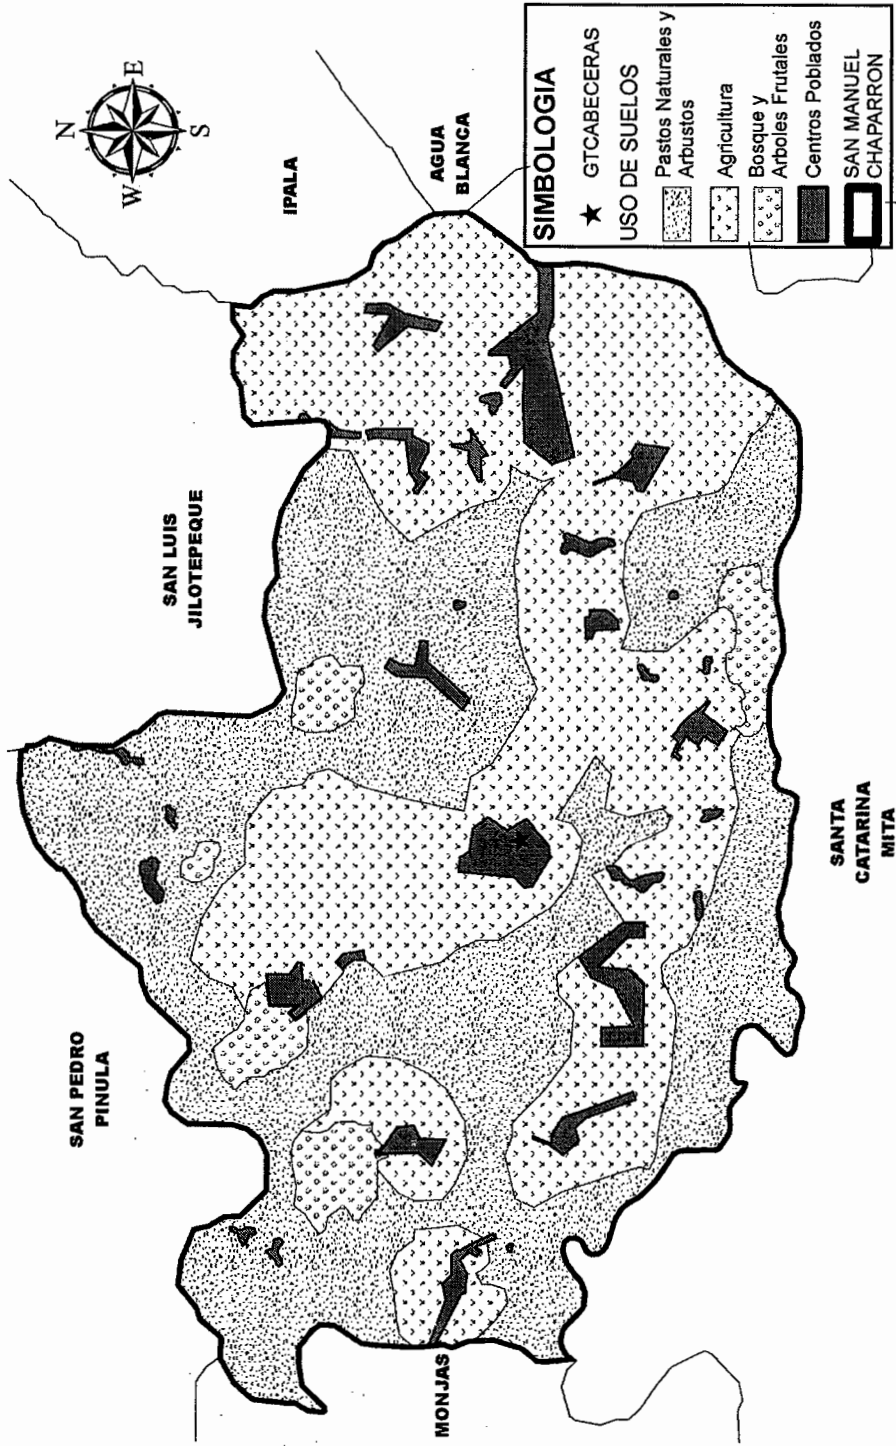 N
W
E
S
SAN PEDRO
PINULA
SAN LUIS
JILOTEPEQUE
IPALA
AGUA
BLANCA
MONJAS
SANTA
CATARINA
MITA
SIMBOLOGIA
GTCABECERAS
USO DE SUELOS
Pastos Naturales y
Arbustos
Agricultura
Bosque y
Arboles Frutales
Centros Poblados
SAN MANUEL
CHAPARRON